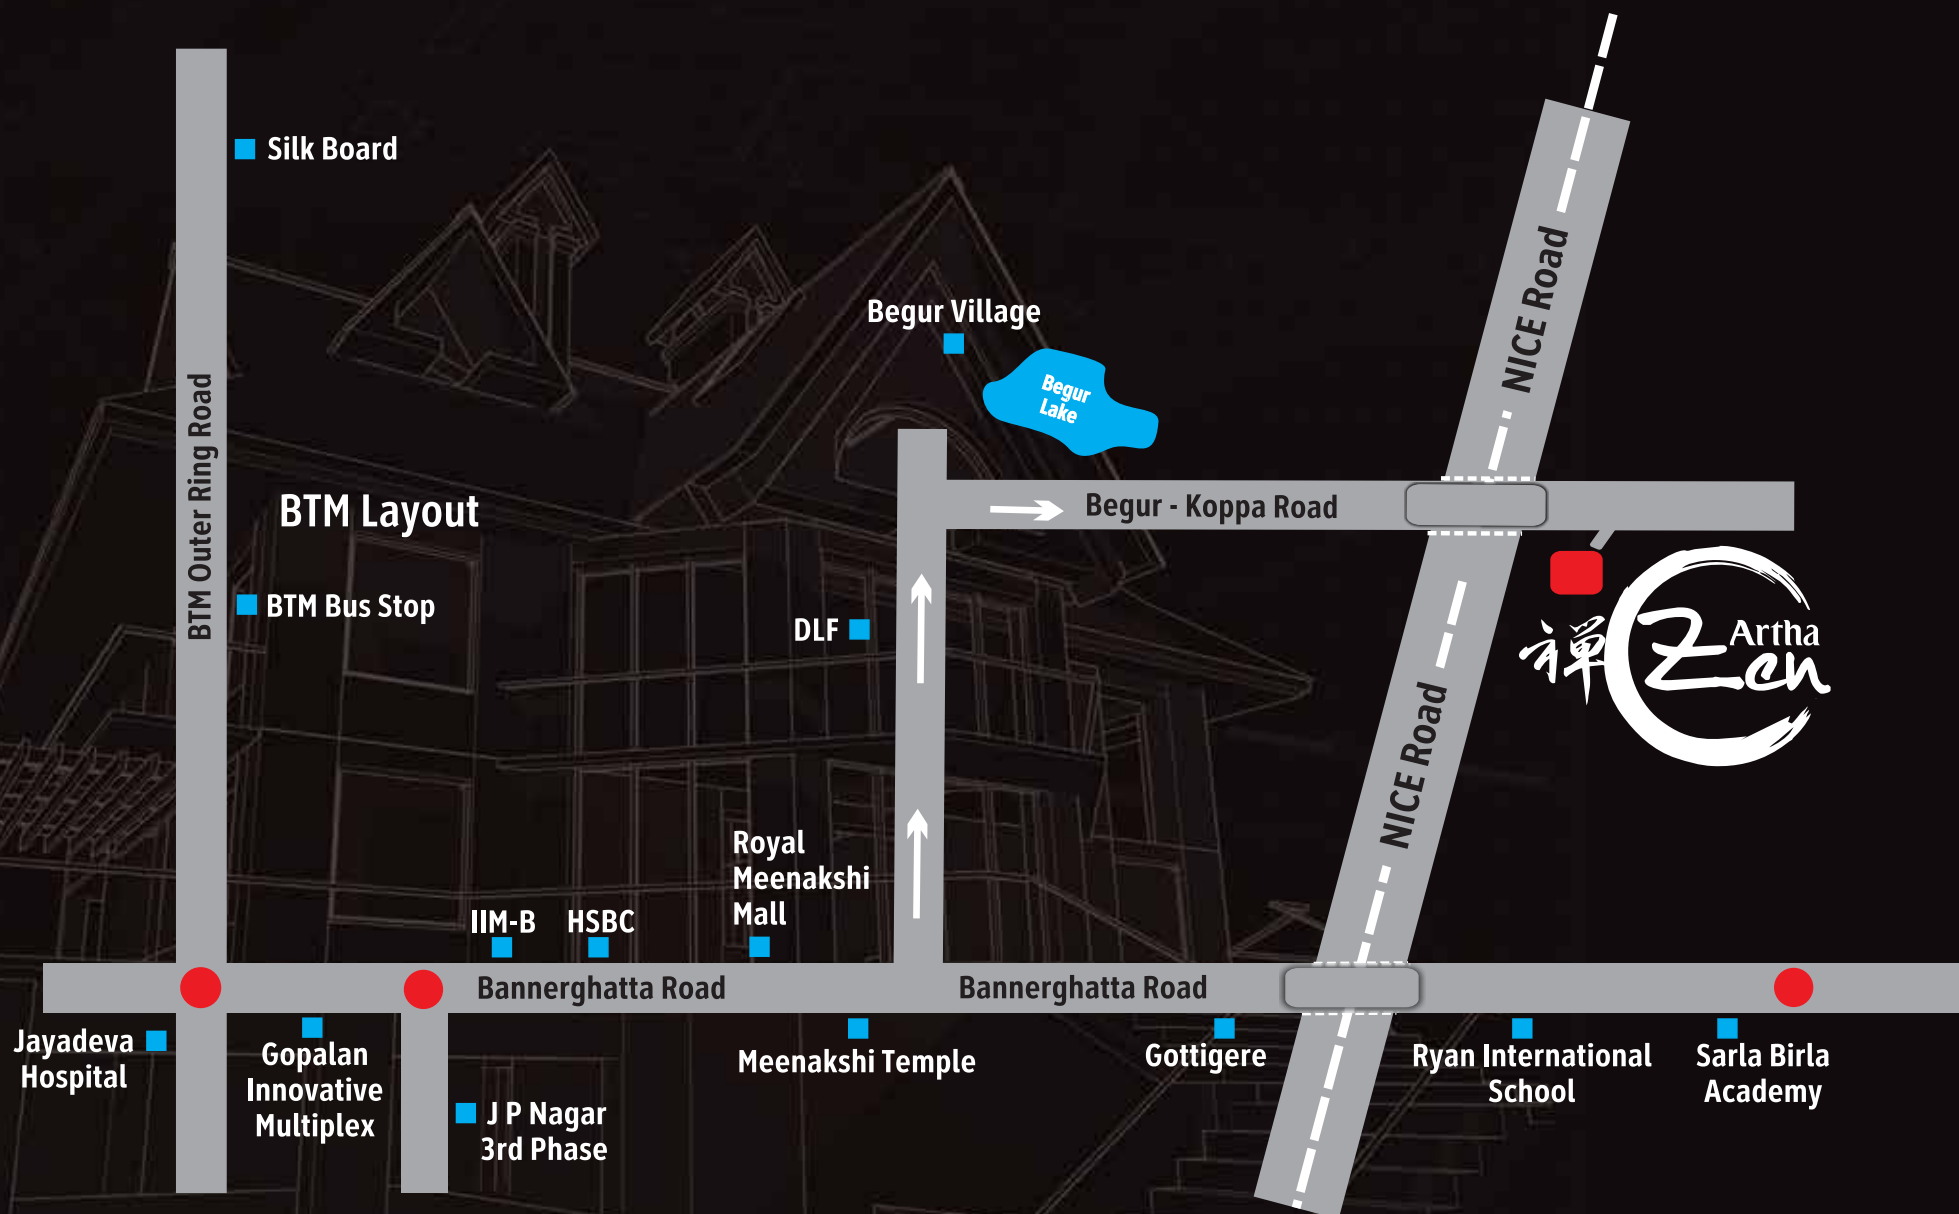 Silk Board
BTM Outer Ring Road
BTM Layout
BTM Bus Stop
Begur Village
Begur
Lake
NICE Road
Begur - Koppa Road
DLF
禅
Artha
Zen
NICE Road
Royal
Meenakshi
Mall
IIM-B
HSBC
Bannerghatta Road
Bannerghatta Road
Jayadeva
Hospital
Gopalan
Innovative
Multiplex
J P Nagar
3rd Phase
Meenakshi Temple
Gottigere
Ryan International
School
Sarla Birla
Academy